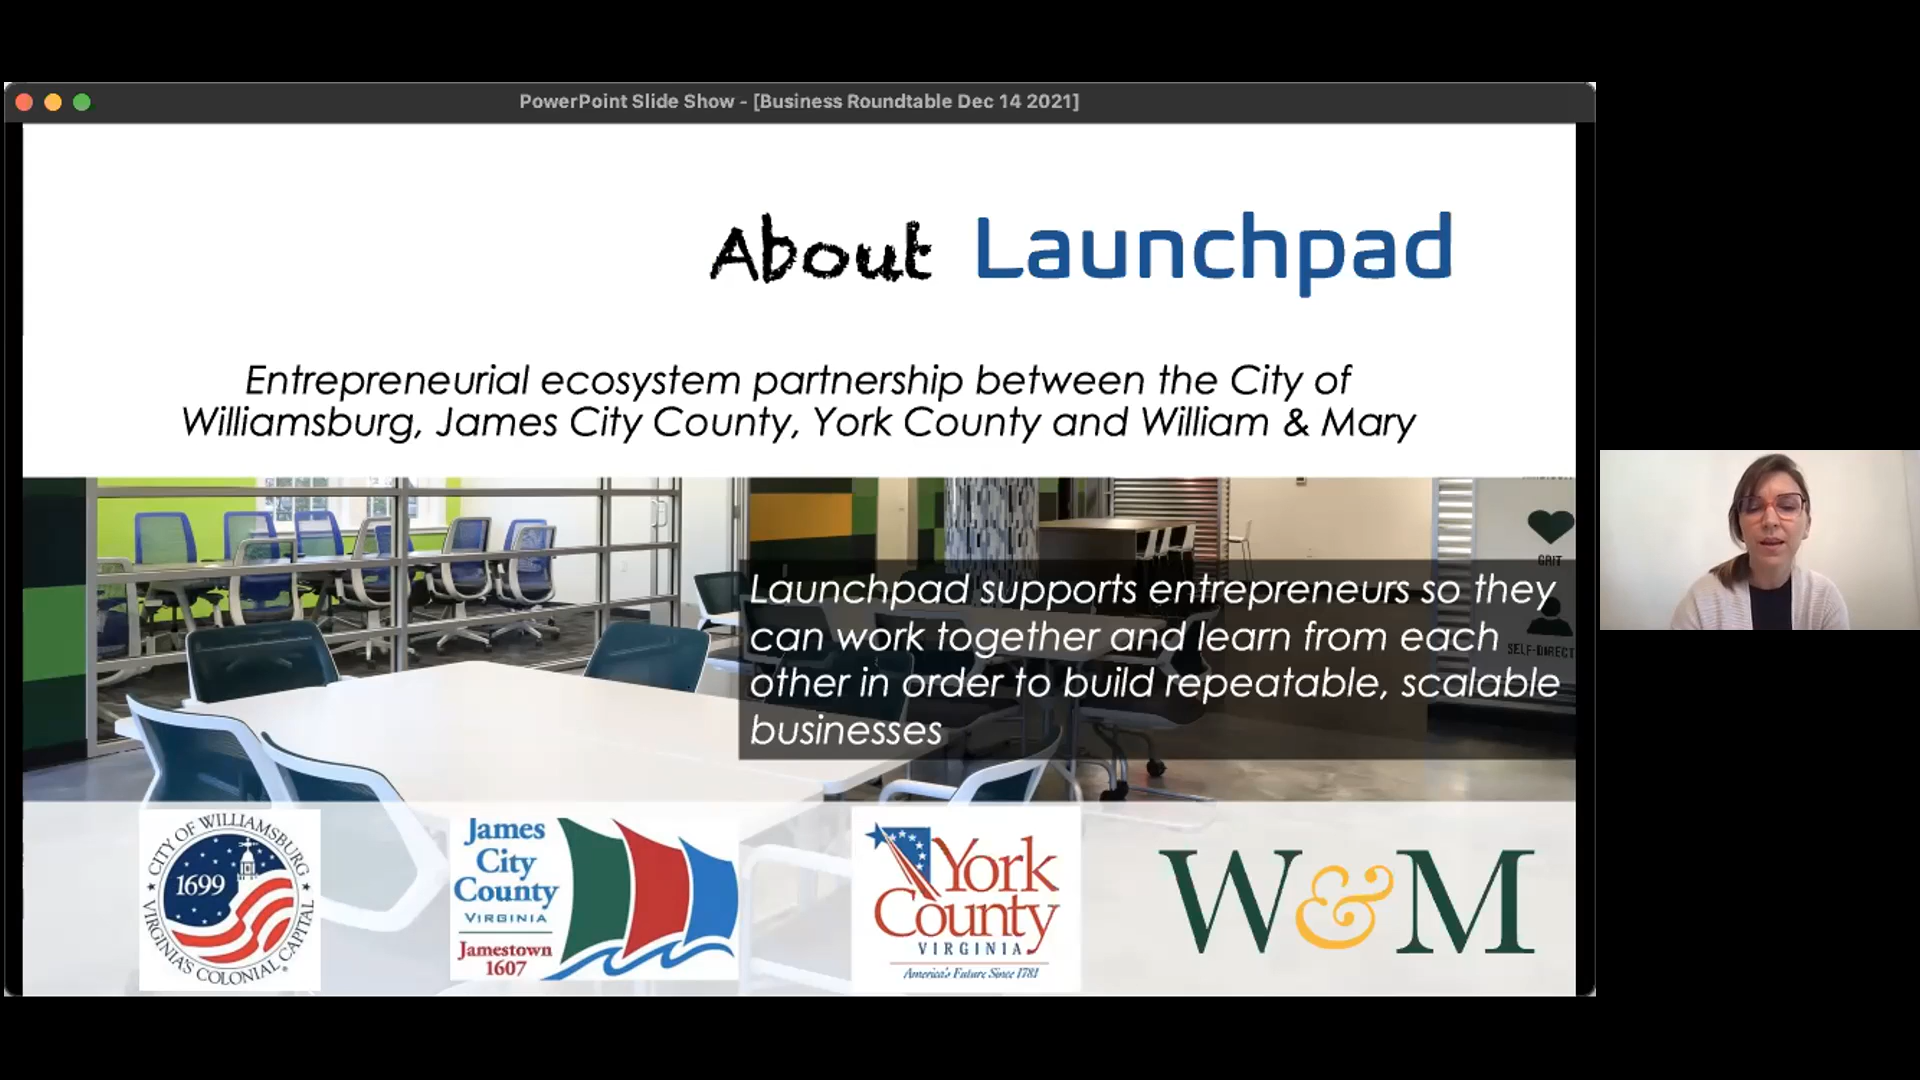 PowerPoint Slide Show - [Business Roundtable Dec 14 2021]
About Launchpad
Entrepreneurial ecosystem partnership between the City of
Williamsburg, James City County, York County and William & Mary
GRIT
SELF-DIRECT
Launchpad supports entrepreneurs so they
can work together and learn from each
other in order to build repeatable, scalable
businesses
CITY OF WILLIAMSBURG
1699
VIRGINIA'S COLONIAL CAPITAL
James
City
County
VIRGINIA
Jamestown
1607
York
County
VIRGINIA
America's Future Since 1781
W&M